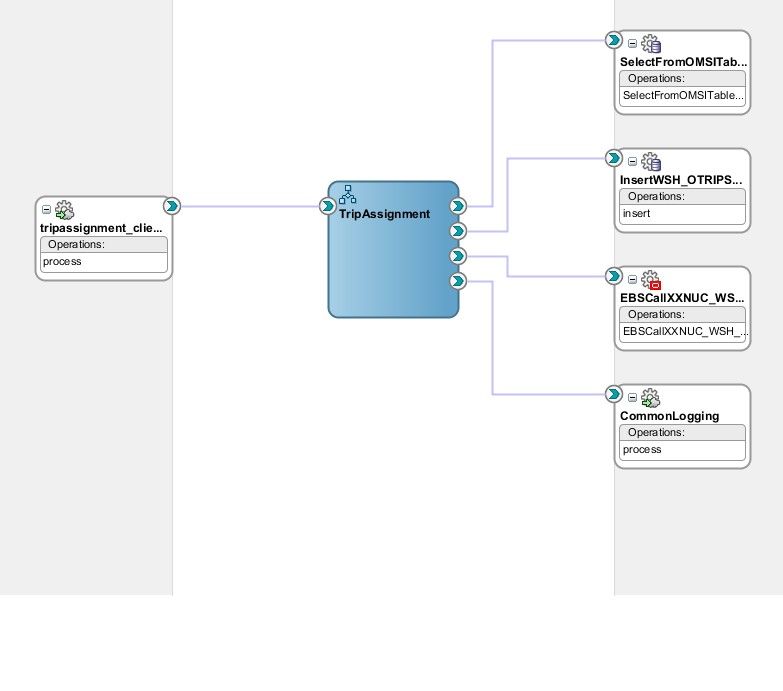 SelectFromOMSITab...
Operations:
SelectFromOMSITable...
InsertWSH_OTRIPS...
Operations:
insert
tripassignment_clie...
Operations:
process
TripAssignment
EBSCallXXNUC_WS...
Operations:
EBSCallXXNUC_WSH_...
CommonLogging
Operations:
process